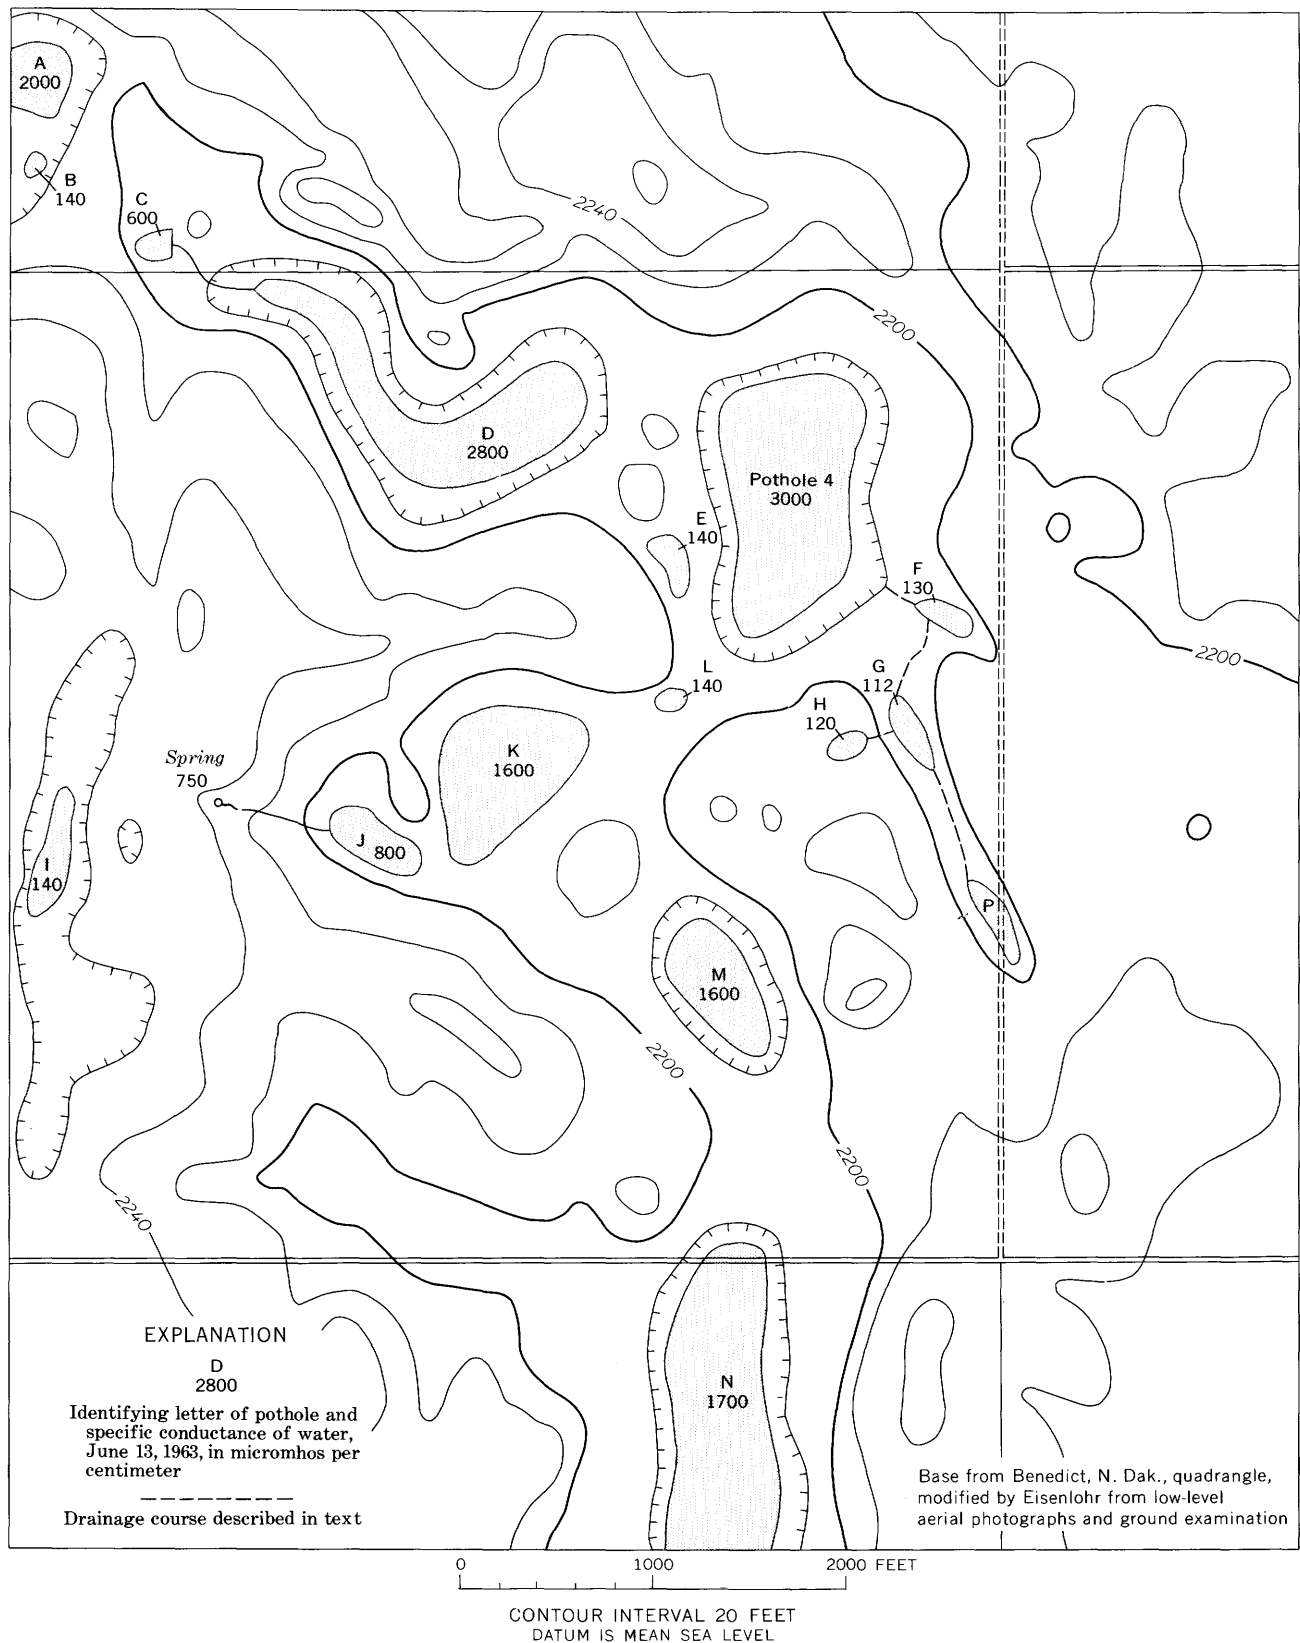 A
2000
B
140
C
600
2240
2200
D
2800
Pothole 4
3000
E
140
F
130
L
140
G
112
H
120
2200
Spring
750
K
1600
J 800
I
140
P
M
1600
2200
2200
2240
N
1700
EXPLANATION
D
2800
Identifying letter of pothole and
specific conductance of water,
June 13, 1963, in micromhos per
centimeter
Drainage course described in text
Base from Benedict, N. Dak., quadrangle,
modified by Eisenlohr from low-level
aerial photographs and ground examination
0 1000 2000 FEET
CONTOUR INTERVAL 20 FEET
DATUM IS MEAN SEA LEVEL